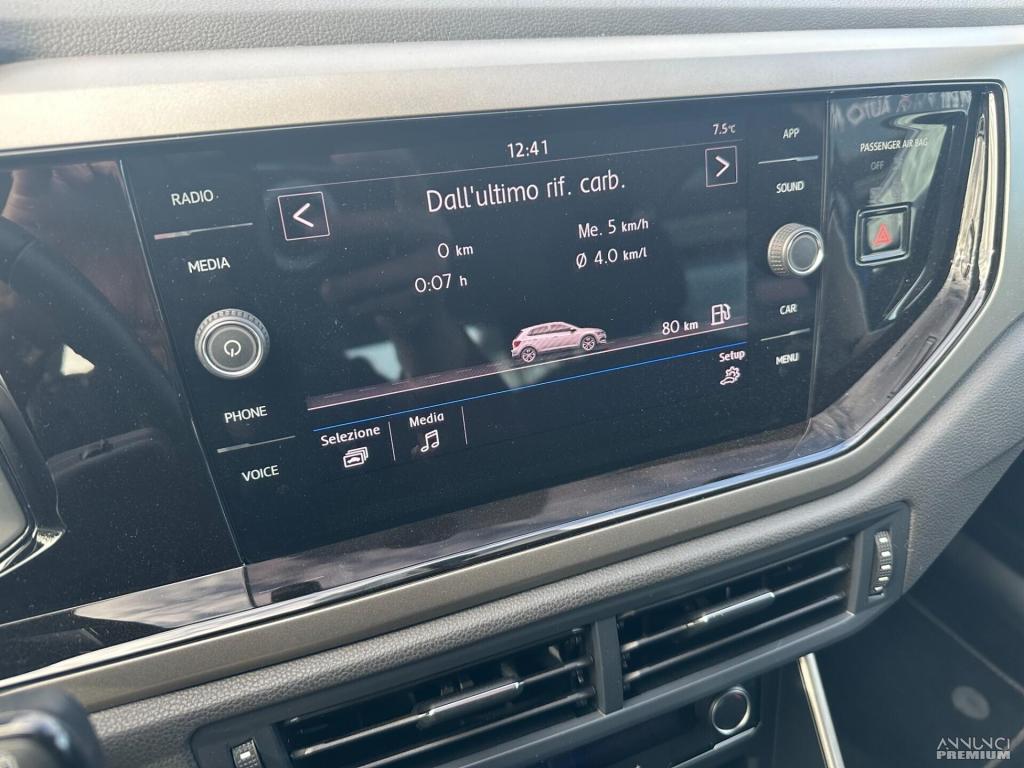 12:41
7.5°C
APP
AUTO
PASSENGER AIR BAG
OFF
RADIO
Dall'ultimo rif. carb.
SOUND
MEDIA
0 km
Me. 5 km/h
0:07 h
Ø 4.0 km/l
80 km
CAR
Setup
MENU
PHONE
Selezione
Media
VOICE
ANNUNCI
PREMIUM